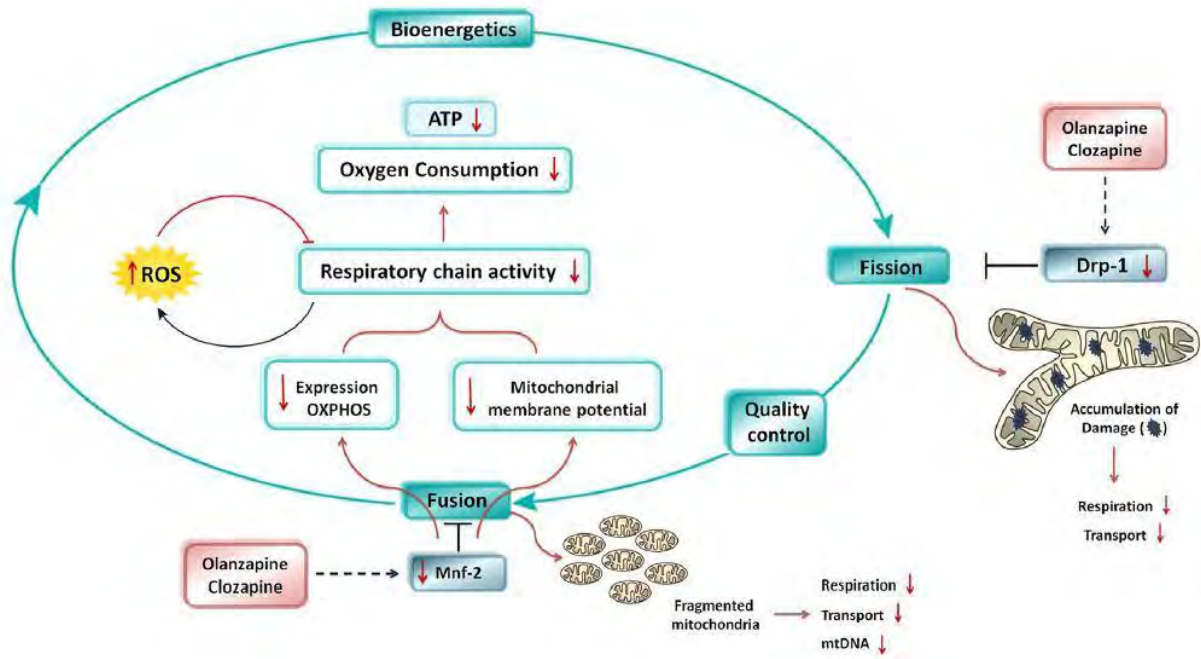 Bioenergetics
ATP ↓
Oxygen Consumption ↓
Olanzapine
Clozapine
↑ROS
Respiratory chain activity ↓
Fission
Drp-1 ↓
↓ Expression
OXPHOS
↓ Mitochondrial
membrane potential
Quality
control
Accumulation of
Damage ( )
Respiration ↓
Transport ↓
Fusion
Olanzapine
Clozapine
↓ Mnf-2
Fragmented
mitochondria
Respiration ↓
Transport ↓
mtDNA ↓